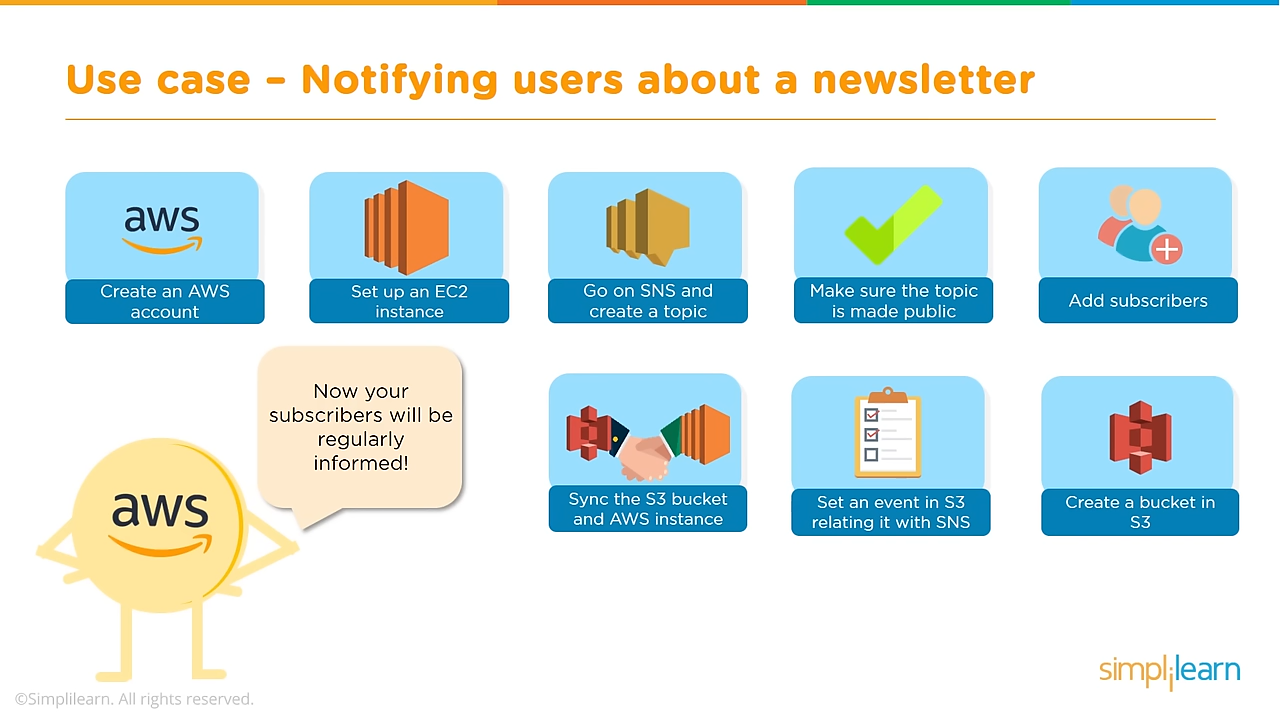 Use case – Notifying users about a newsletter
aws
Create an AWS
account
Set up an EC2
instance
Go on SNS and
create a topic
Make sure the topic
is made public
Add subscribers
Now your
subscribers will be
regularly
informed!
aws
Sync the S3 bucket
and AWS instance
Set an event in S3
relating it with SNS
Create a bucket in
S3
simplilearn
©Simplilearn. All rights reserved.